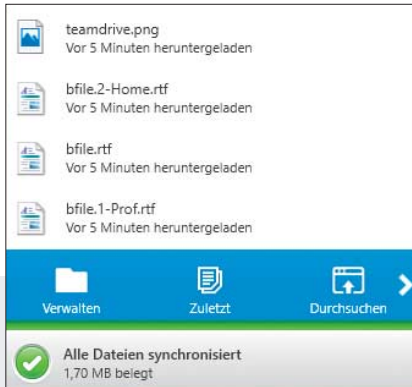 teamdrive.png
Vor 5 Minuten heruntergeladen
bfile.2-Home.rtf
Vor 5 Minuten heruntergeladen
bfile.rtf
Vor 5 Minuten heruntergeladen
bfile.1-Prof.rtf
Vor 5 Minuten heruntergeladen
Verwalten Zuletzt Durchsuchen
Alle Dateien synchronisiert
1,70 MB belegt